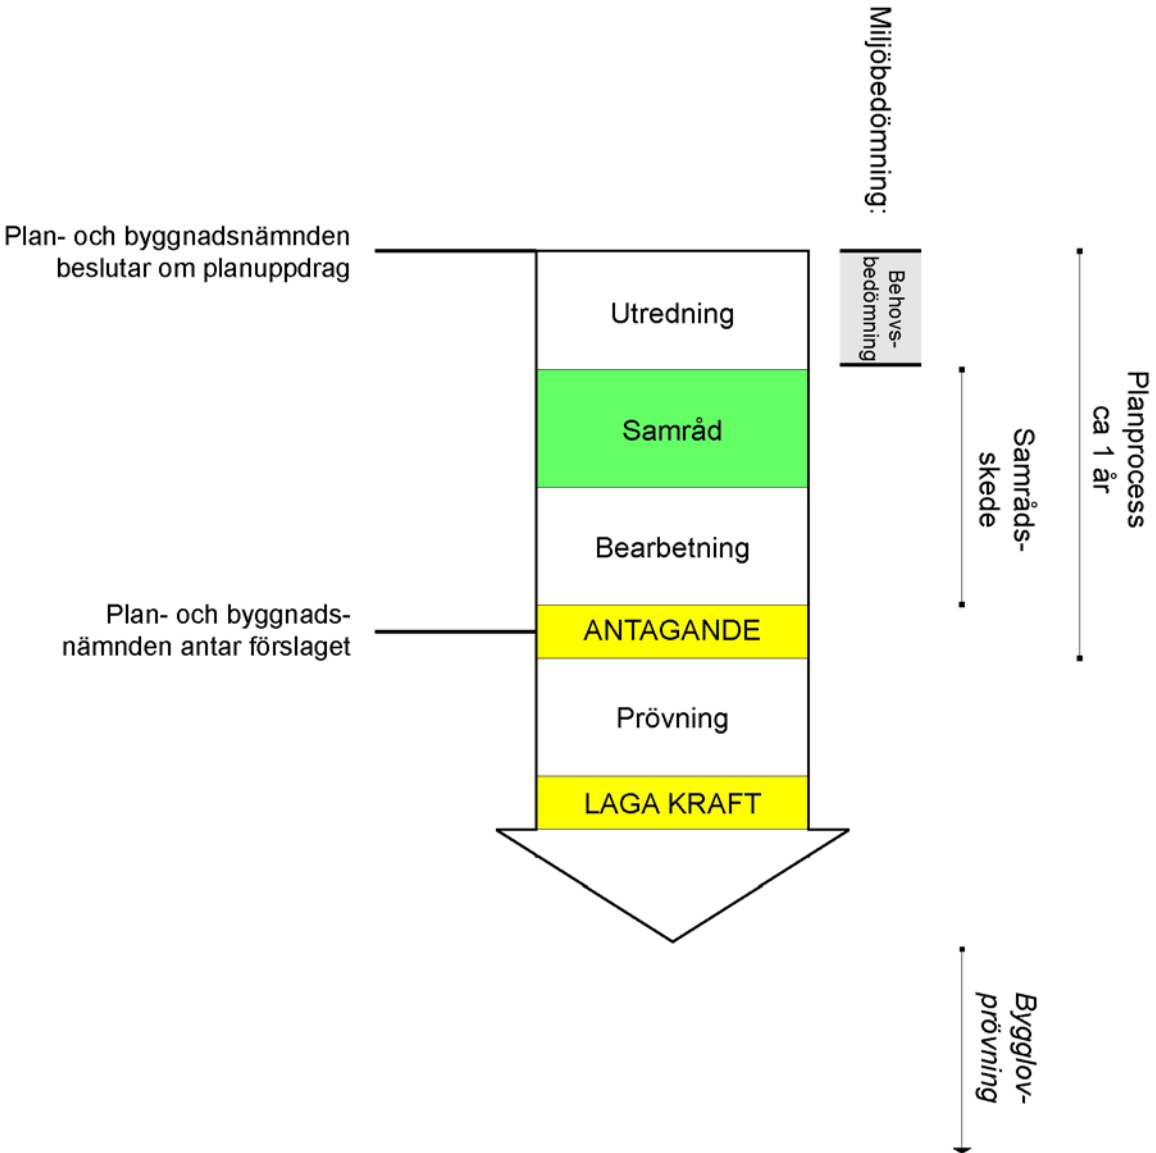 Miljöbedömning:
Plan- och byggnadsnämnden
beslutar om planuppdrag
Utredning
Behovs-
bedömning
Samråd
Samråds-
skede
Planprocess
ca 1 år
Bearbetning
Plan- och byggnads-
nämnden antar förslaget
ANTAGANDE
Prövning
LAGA KRAFT
Bygglov-
prövning